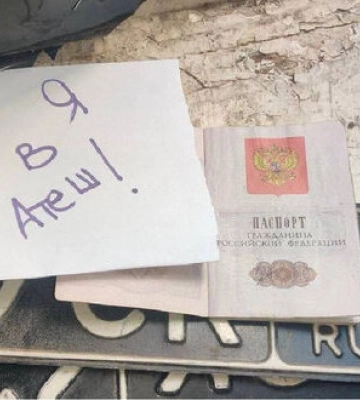 Я
В
Атеш!
ПАСПОРТ
ГРАЖДАНИНА
РОССИЙСКОЙ ФЕДЕРАЦИИ
RU